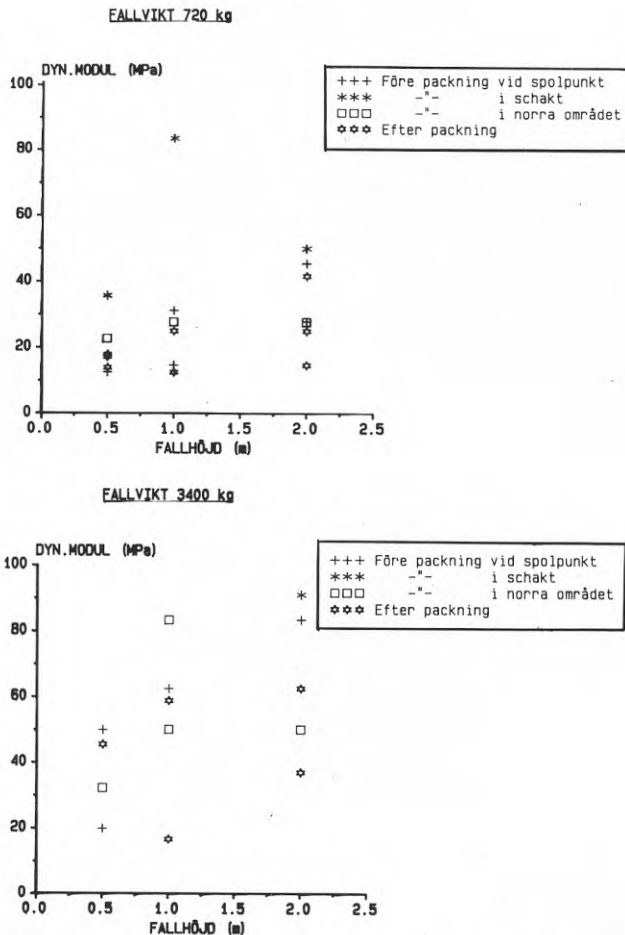 FALLVIKT 720 kg
DYN.MODUL (MPa)
100
80
60
40
20
0
0.0 0.5 1.0 1.5 2.0 2.5
FALLHÖJD (m)
+++ Före packning vid spolpunkt
*** -"- i schakt
□□□ -"- i norra området
✡✡✡ Efter packning
FALLVIKT 3400 kg
DYN.MODUL (MPa)
100
80
60
40
20
0
0.0 0.5 1.0 1.5 2.0 2.5
FALLHÖJD (m)
+++ Före packning vid spolpunkt
*** -"- i schakt
□□□ -"- i norra området
✡✡✡ Efter packning